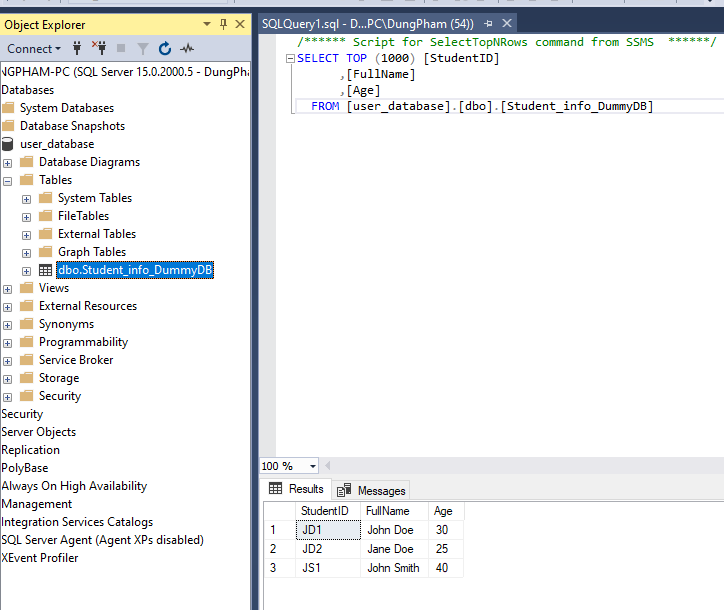 Object Explorer
Connect
NGPHAM-PC (SQL Server 15.0.2000.5 - DungPha
Databases
System Databases
Database Snapshots
user_database
Database Diagrams
Tables
System Tables
FileTables
External Tables
Graph Tables
dbo.Student_info_DummyDB
Views
External Resources
Synonyms
Programmability
Service Broker
Storage
Security
Security
Server Objects
Replication
PolyBase
Always On High Availability
Management
Integration Services Catalogs
SQL Server Agent (Agent XPs disabled)
XEvent Profiler
SQLQuery1.sql - D...PC\DungPham (54))
/****** Script for SelectTopNRows command from SSMS ******/
SELECT TOP (1000) [StudentID]
,[FullName]
,[Age]
FROM [user_database].[dbo].[Student_info_DummyDB]
100 %
Results Messages
StudentID FullName Age
1 JD1 John Doe 30
2 JD2 Jane Doe 25
3 JS1 John Smith 40